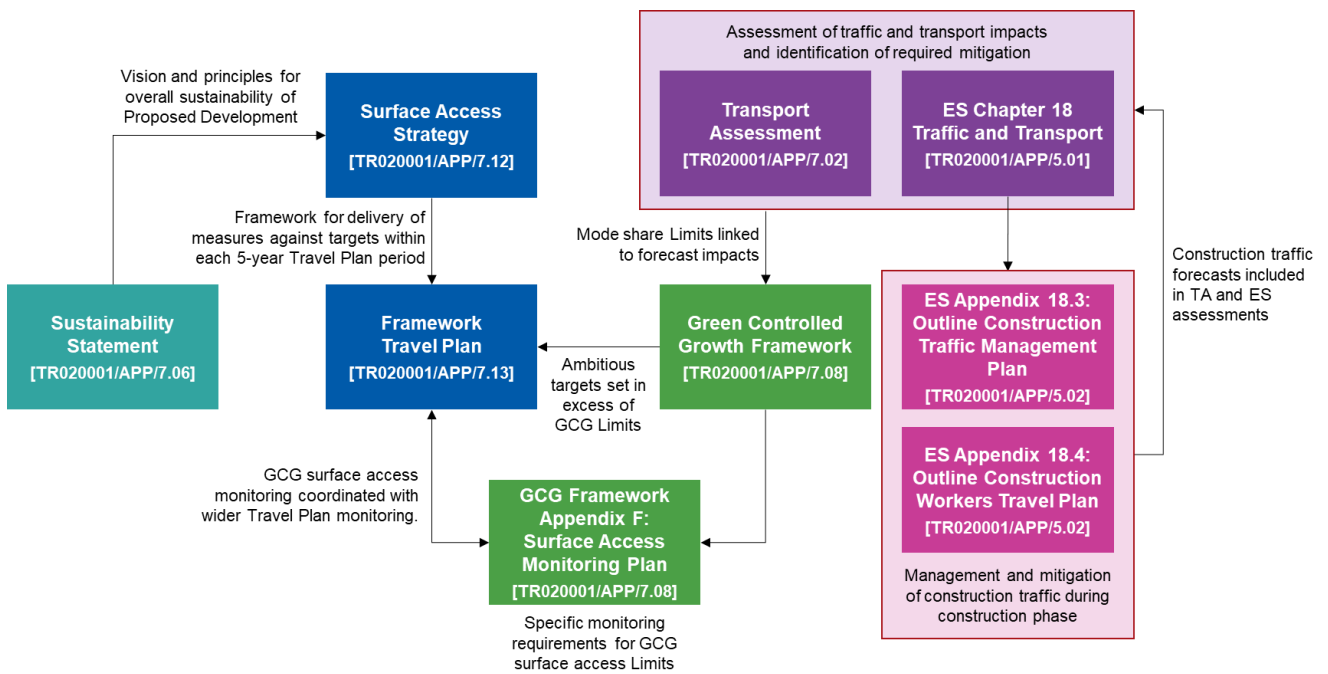 Assessment of traffic and transport impacts
and identification of required mitigation
Vision and principles for
overall sustainability of
Proposed Development
Surface Access
Strategy
[TR020001/APP/7.12]
Transport
Assessment
[TR020001/APP/7.02]
ES Chapter 18
Traffic and Transport
[TR020001/APP/5.01]
Framework for delivery of
measures against targets within
each 5-year Travel Plan period
Mode share Limits linked
to forecast impacts
Construction traffic
forecasts included
in TA and ES
assessments
Sustainability
Statement
[TR020001/APP/7.06]
Framework
Travel Plan
[TR020001/APP/7.13]
Ambitious
targets set in
excess of
GCG Limits
Green Controlled
Growth Framework
[TR020001/APP/7.08]
ES Appendix 18.3:
Outline Construction
Traffic Management
Plan
[TR020001/APP/5.02]
ES Appendix 18.4:
Outline Construction
Workers Travel Plan
[TR020001/APP/5.02]
GCG surface access
monitoring coordinated with
wider Travel Plan monitoring.
GCG Framework
Appendix F:
Surface Access
Monitoring Plan
[TR020001/APP/7.08]
Management and mitigation
of construction traffic during
construction phase
Specific monitoring
requirements for GCG
surface access Limits